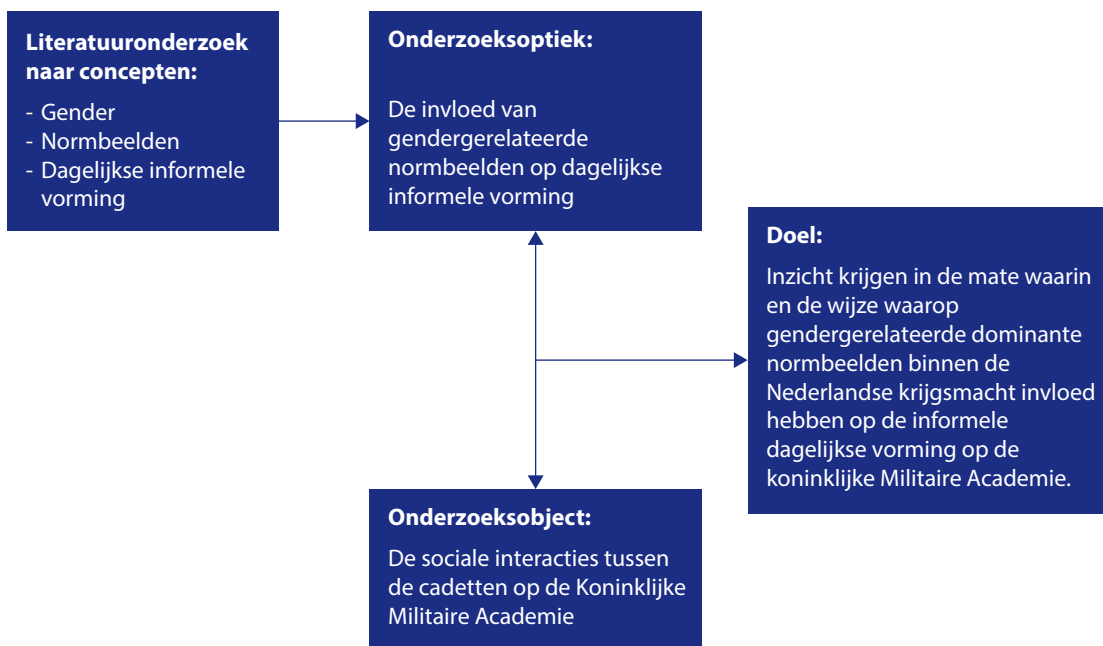 Literatuuronderzoek
naar concepten:
- Gender
- Normbeelden
- Dagelijkse informele
vorming
Onderzoeksoptiek:
De invloed van
gendergerelateerde
normbeelden op dagelijkse
informele vorming
Doel:
Inzicht krijgen in de mate waarin
en de wijze waarop
gendergerelateerde dominante
normbeelden binnen de
Nederlandse krijgsmacht invloed
hebben op de informele
dagelijkse vorming op de
koninklijke Militaire Academie.
Onderzoeksobject:
De sociale interacties tussen
de cadetten op de Koninklijke
Militaire Academie